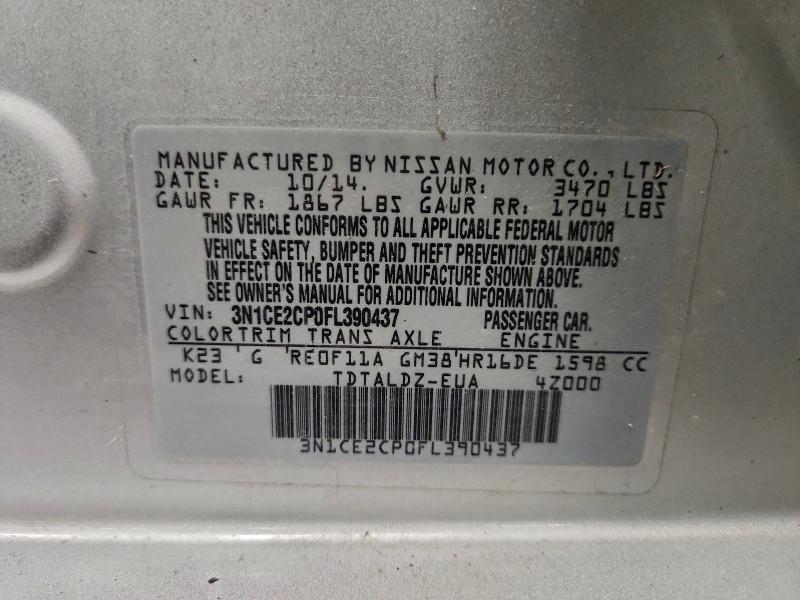 MANUFACTURED BY NISSAN MOTOR CO., LTD.
DATE: 10/14. GVWR: 3470 LBS
GAWR FR: 1867 LBS GAWR RR: 1704 LBS
THIS VEHICLE CONFORMS TO ALL APPLICABLE FEDERAL MOTOR
VEHICLE SAFETY, BUMPER AND THEFT PREVENTION STANDARDS
IN EFFECT ON THE DATE OF MANUFACTURE SHOWN ABOVE.
SEE OWNER'S MANUAL FOR ADDITIONAL INFORMATION.
VIN: 3N1CE2CP0FL390437 PASSENGER CAR.
COLORTRIM TRANS AXLE ENGINE
K23 ' G 'RE0F11A GM38'HR16DE 1598 CC
MODEL: TDTALDZ-EUA 4Z000
3N1CE2CP0FL390437